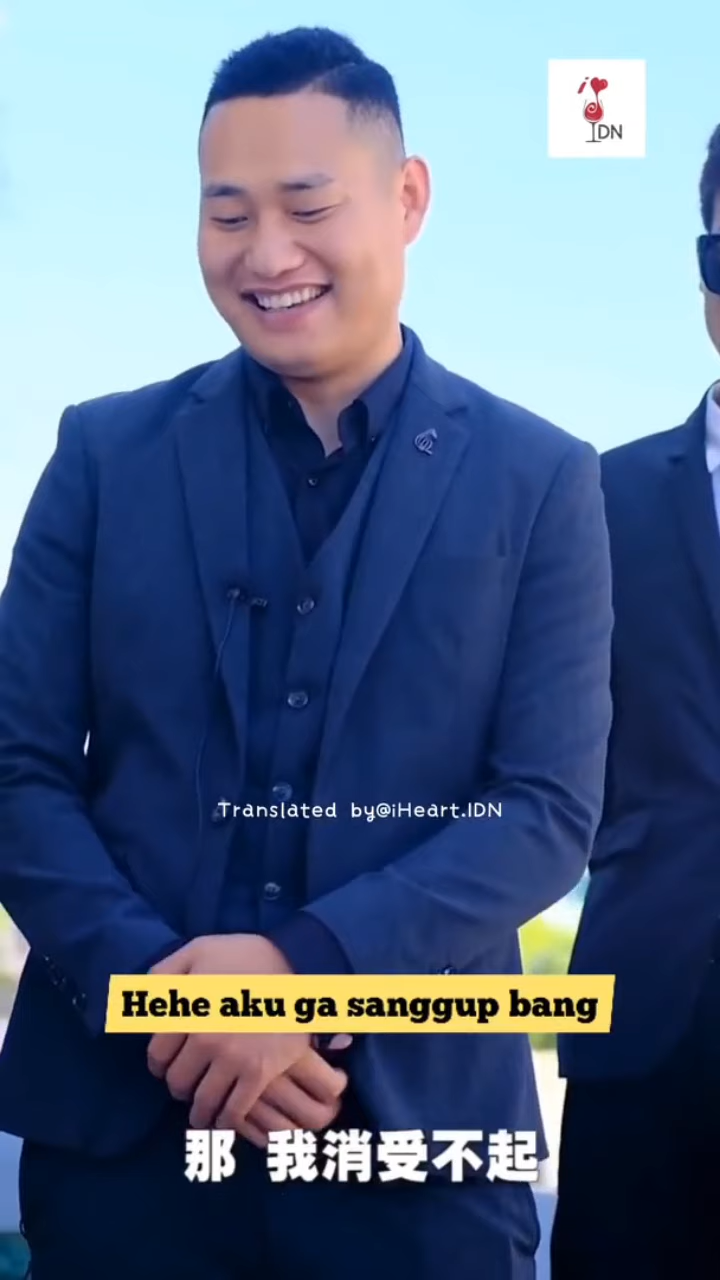 i
IDN
Translated by@iHeart.IDN
Hehe aku ga sanggup bang
那 我消受不起